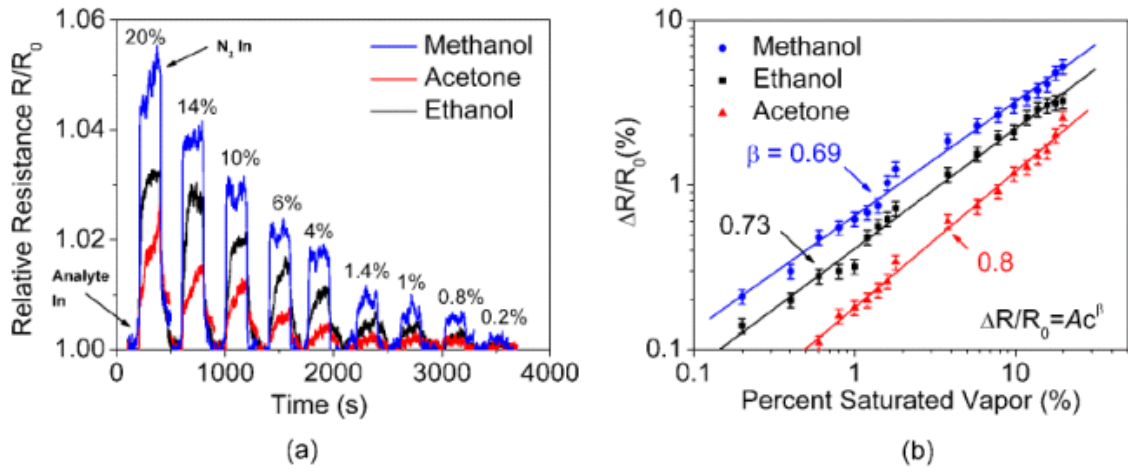 1.06
1.04
1.02
1.00
Relative Resistance R/R₀
20%
N₂ In
14%
10%
6%
4%
1.4%
1%
0.8%
0.2%
Analyte
In
Methanol
Acetone
Ethanol
0
1000
2000
3000
4000
Time (s)
(a)
10
1
0.1
ΔR/R₀(%)
Methanol
Ethanol
Acetone
β = 0.69
0.73
0.8
ΔR/R₀=Ac^β
0.1
1
10
Percent Saturated Vapor (%)
(b)